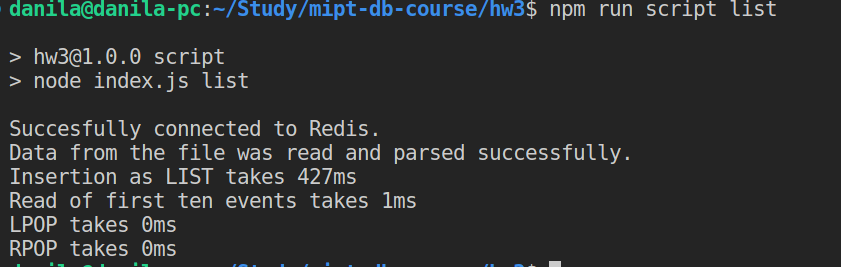 danila@danila-pc:~/Study/mipt-db-course/hw3$ npm run script list
> hw3@1.0.0 script
> node index.js list
Succesfully connected to Redis.
Data from the file was read and parsed successfully.
Insertion as LIST takes 427ms
Read of first ten events takes 1ms
LPOP takes 0ms
RPOP takes 0ms